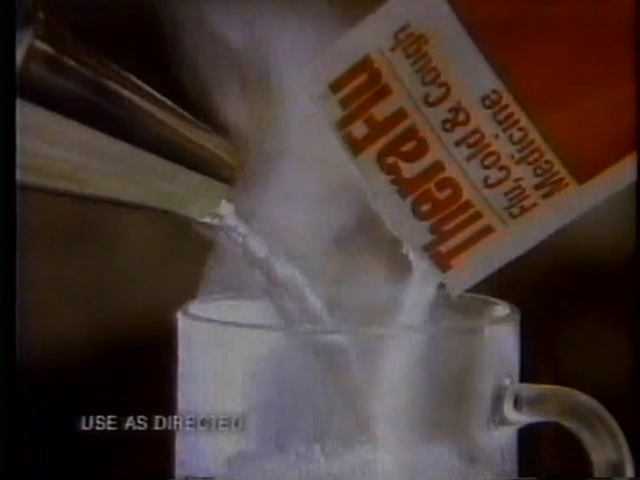 TheraFlu
Flu, Cold & Cough
Medicine
USE AS DIRECTED